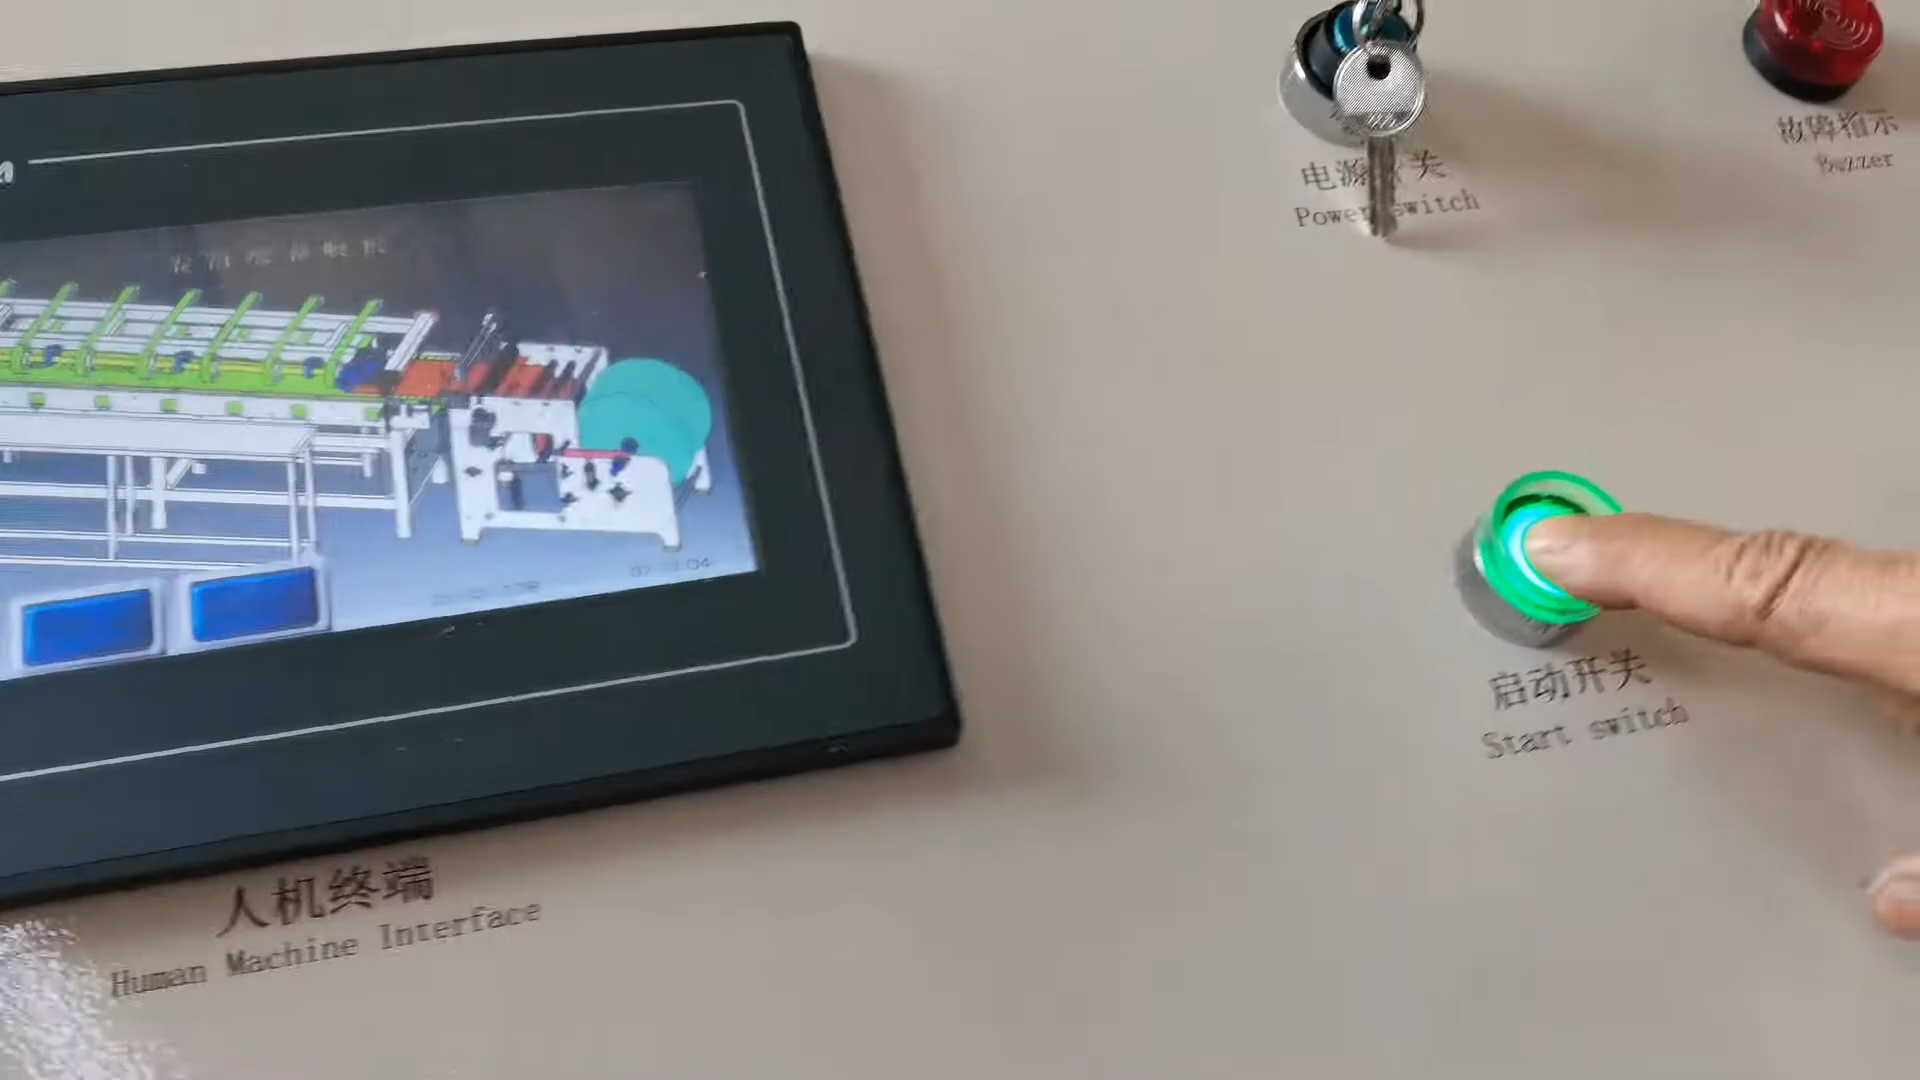 电源开关
Power switch
故障指示
Buzzer
启动开关
Start switch
人机终端
Human Machine Interface